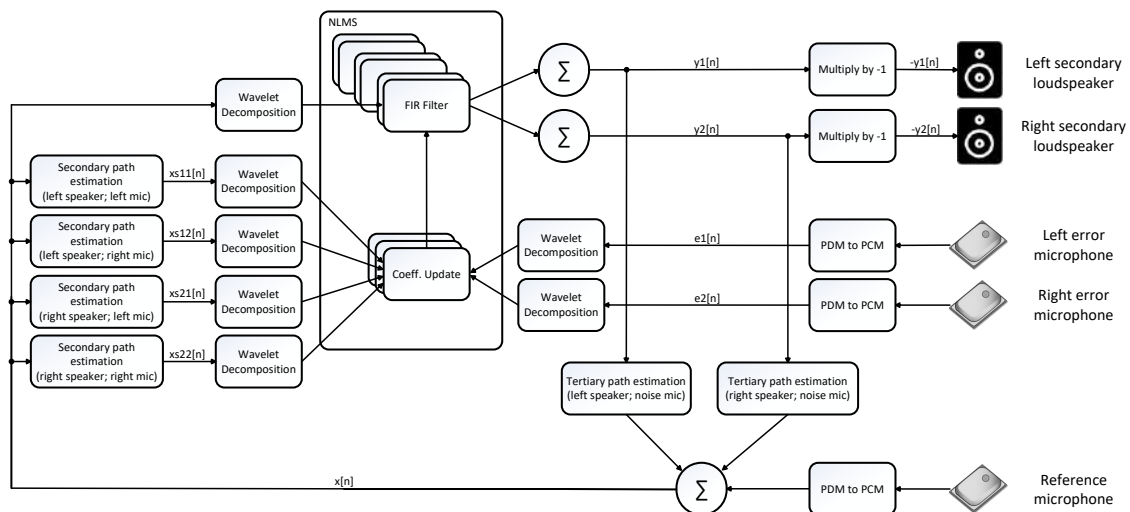 NLMS
Σ
y1[n]
Multiply by -1
-y1[n]
Left secondary
loudspeaker
Wavelet
Decomposition
FIR Filter
Σ
y2[n]
Multiply by -1
-y2[n]
Right secondary
loudspeaker
Secondary path
estimation
(left speaker; left mic)
xs11[n]
Wavelet
Decomposition
Secondary path
estimation
(left speaker; right mic)
xs12[n]
Wavelet
Decomposition
Coeff. Update
Wavelet
Decomposition
e1[n]
PDM to PCM
Left error
microphone
Secondary path
estimation
(right speaker; left mic)
xs21[n]
Wavelet
Decomposition
Wavelet
Decomposition
e2[n]
PDM to PCM
Right error
microphone
Secondary path
estimation
(right speaker; right mic)
xs22[n]
Wavelet
Decomposition
Tertiary path estimation
(left speaker; noise mic)
Tertiary path estimation
(right speaker; noise mic)
x[n]
Σ
PDM to PCM
Reference
microphone